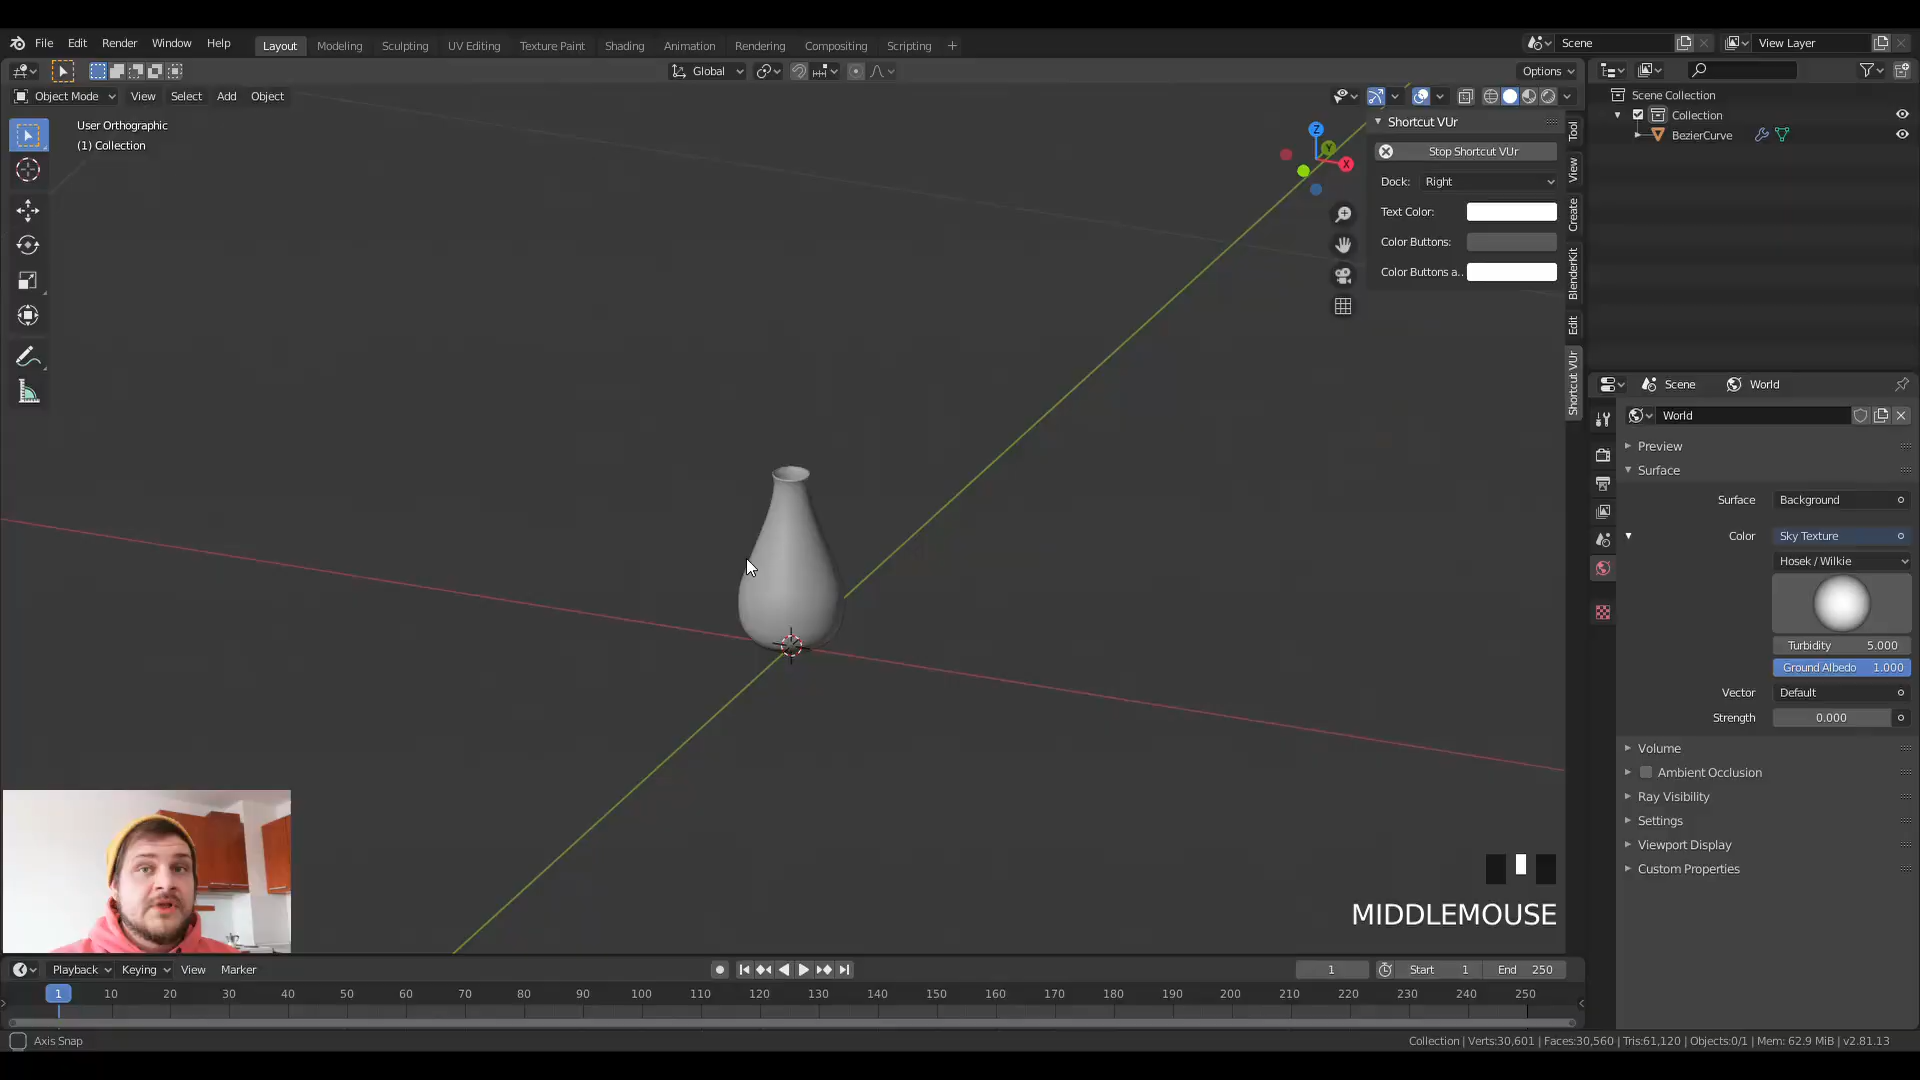 File Edit Render Window Help Layout Modeling Sculpting UV Editing Texture Paint Shading Animation Rendering Compositing Scripting + Scene View Layer
Global Options
Object Mode View Select Add Object
User Orthographic
(1) Collection
Z
Y
X
Shortcut VUr
Stop Shortcut VUr
Dock: Right
Text Color:
Color Buttons:
Color Buttons a..
Tool
View
Create
BlenderKit
Edit
Shortcut VUr
Scene Collection
Collection
BezierCurve
Scene World
World
Preview
Surface
Surface Background
Color Sky Texture
Hosek / Wilkie
Turbidity 5.000
Ground Albedo 1.000
Vector Default
Strength 0.000
Volume
Ambient Occlusion
Ray Visibility
Settings
Viewport Display
Custom Properties
MIDDLEMOUSE
Playback Keying View Marker 1 Start 1 End 250
1 10 20 30 40 50 60 70 80 90 100 110 120 130 140 150 160 170 180 190 200 210 220 230 240 250
Axis Snap Collection | Verts:30,601 | Faces:30,560 | Tris:61,120 | Objects:0/1 | Mem: 62.9 MiB | v2.81.13